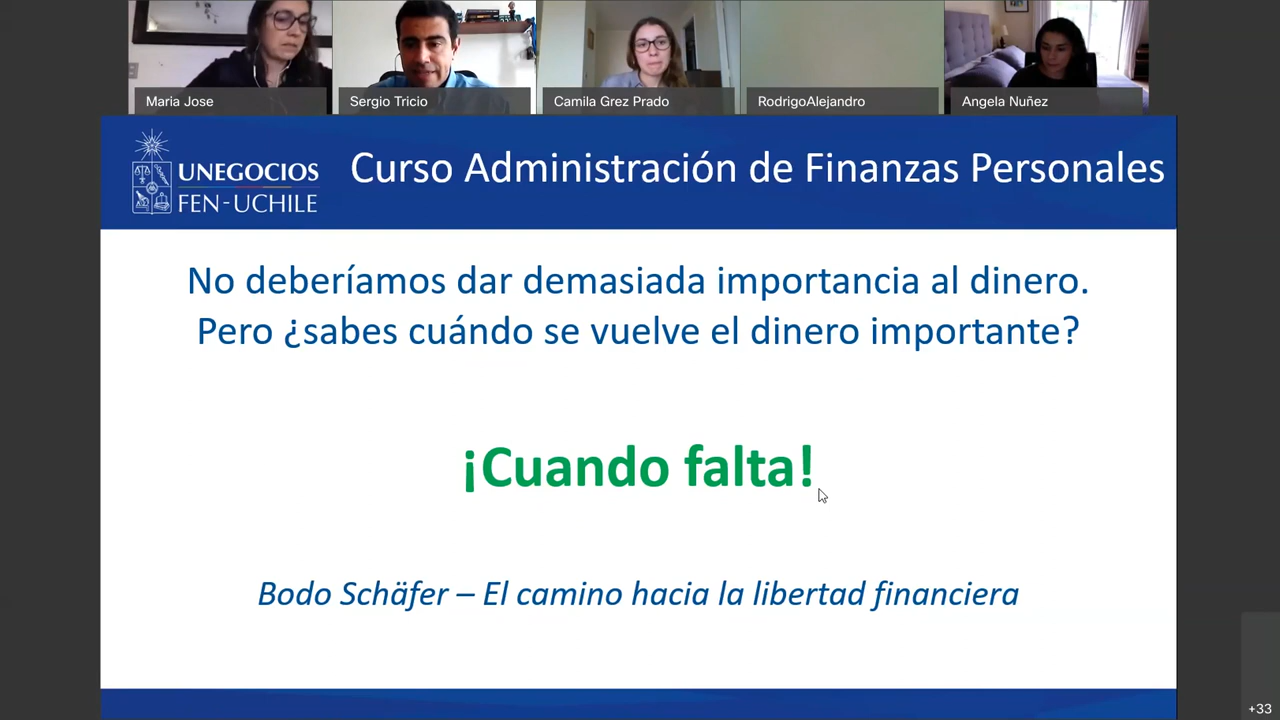 Maria Jose
Sergio Tricio
Camila Grez Prado
RodrigoAlejandro
Angela Nuñez
UNEGOCIOS
FEN-UCHILE
Curso Administración de Finanzas Personales
No deberíamos dar demasiada importancia al dinero.
Pero ¿sabes cuándo se vuelve el dinero importante?
¡Cuando falta!
Bodo Schäfer – El camino hacia la libertad financiera
+33